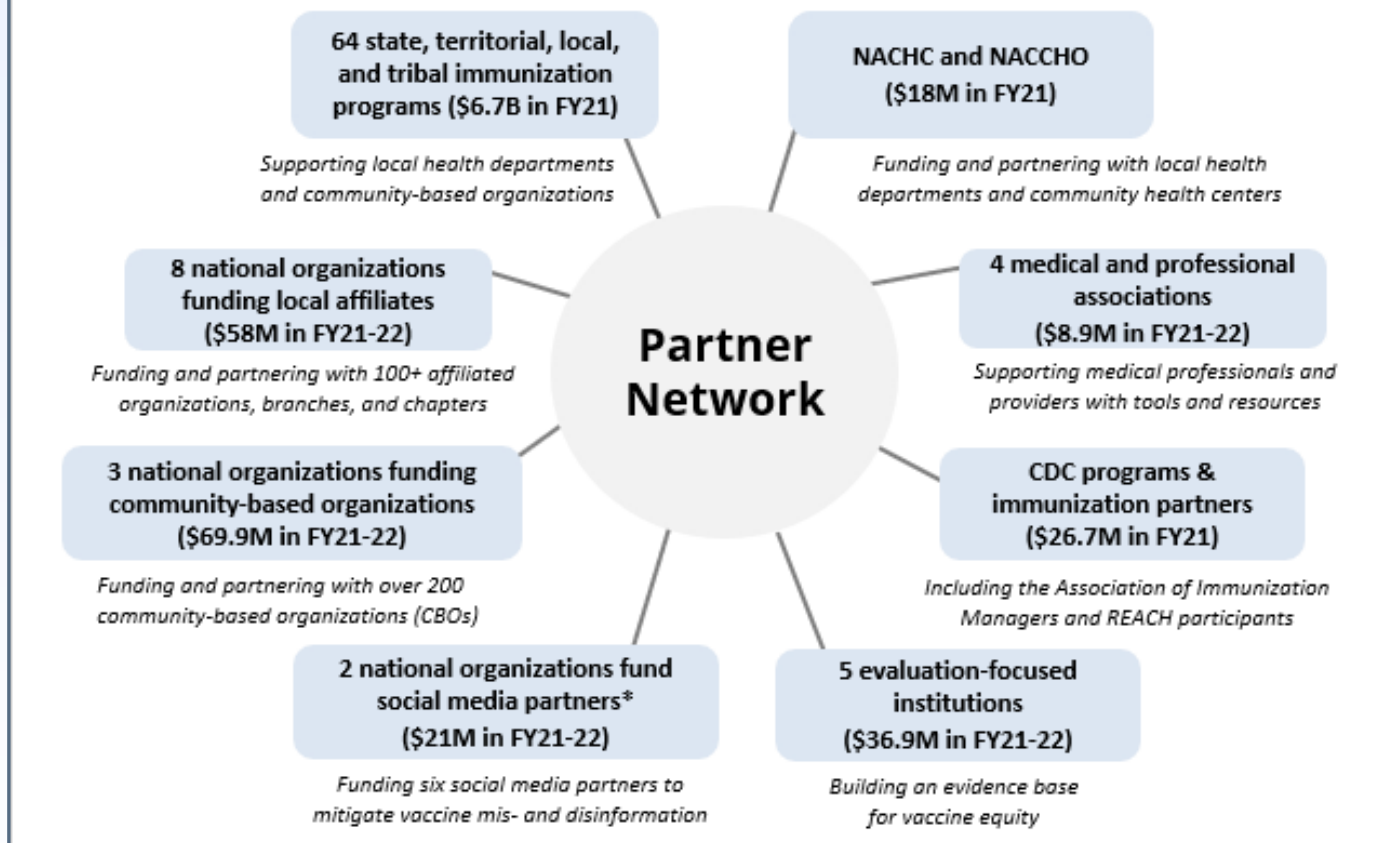 64 state, territorial, local,
and tribal immunization
programs ($6.7B in FY21)
Supporting local health departments
and community-based organizations
NACHC and NACCHO
($18M in FY21)
Funding and partnering with local health
departments and community health centers
8 national organizations
funding local affiliates
($58M in FY21-22)
Funding and partnering with 100+ affiliated
organizations, branches, and chapters
4 medical and professional
associations
($8.9M in FY21-22)
Supporting medical professionals and
providers with tools and resources
Partner
Network
3 national organizations funding
community-based organizations
($69.9M in FY21-22)
Funding and partnering with over 200
community-based organizations (CBOs)
CDC programs &
immunization partners
($26.7M in FY21)
Including the Association of Immunization
Managers and REACH participants
2 national organizations fund
social media partners*
($21M in FY21-22)
Funding six social media partners to
mitigate vaccine mis- and disinformation
5 evaluation-focused
institutions
($36.9M in FY21-22)
Building an evidence base
for vaccine equity